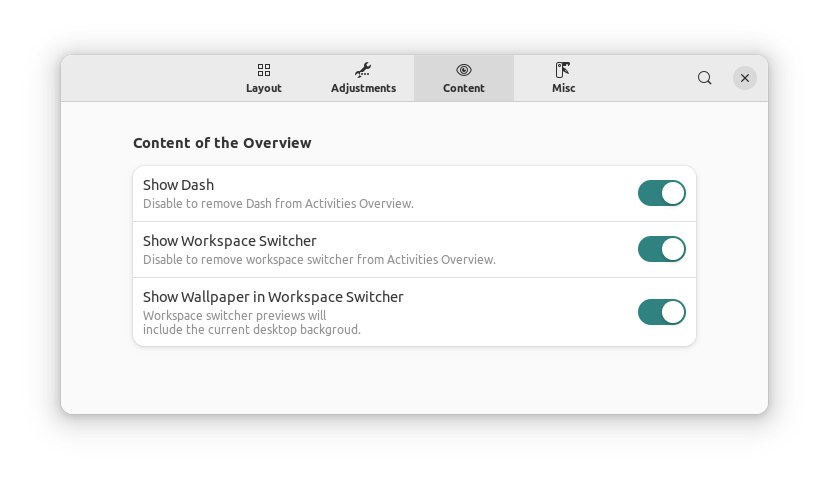 Layout
Adjustments
Content
Misc
Content of the Overview
Show Dash
Disable to remove Dash from Activities Overview.
Show Workspace Switcher
Disable to remove workspace switcher from Activities Overview.
Show Wallpaper in Workspace Switcher
Workspace switcher previews will
include the current desktop backgroud.